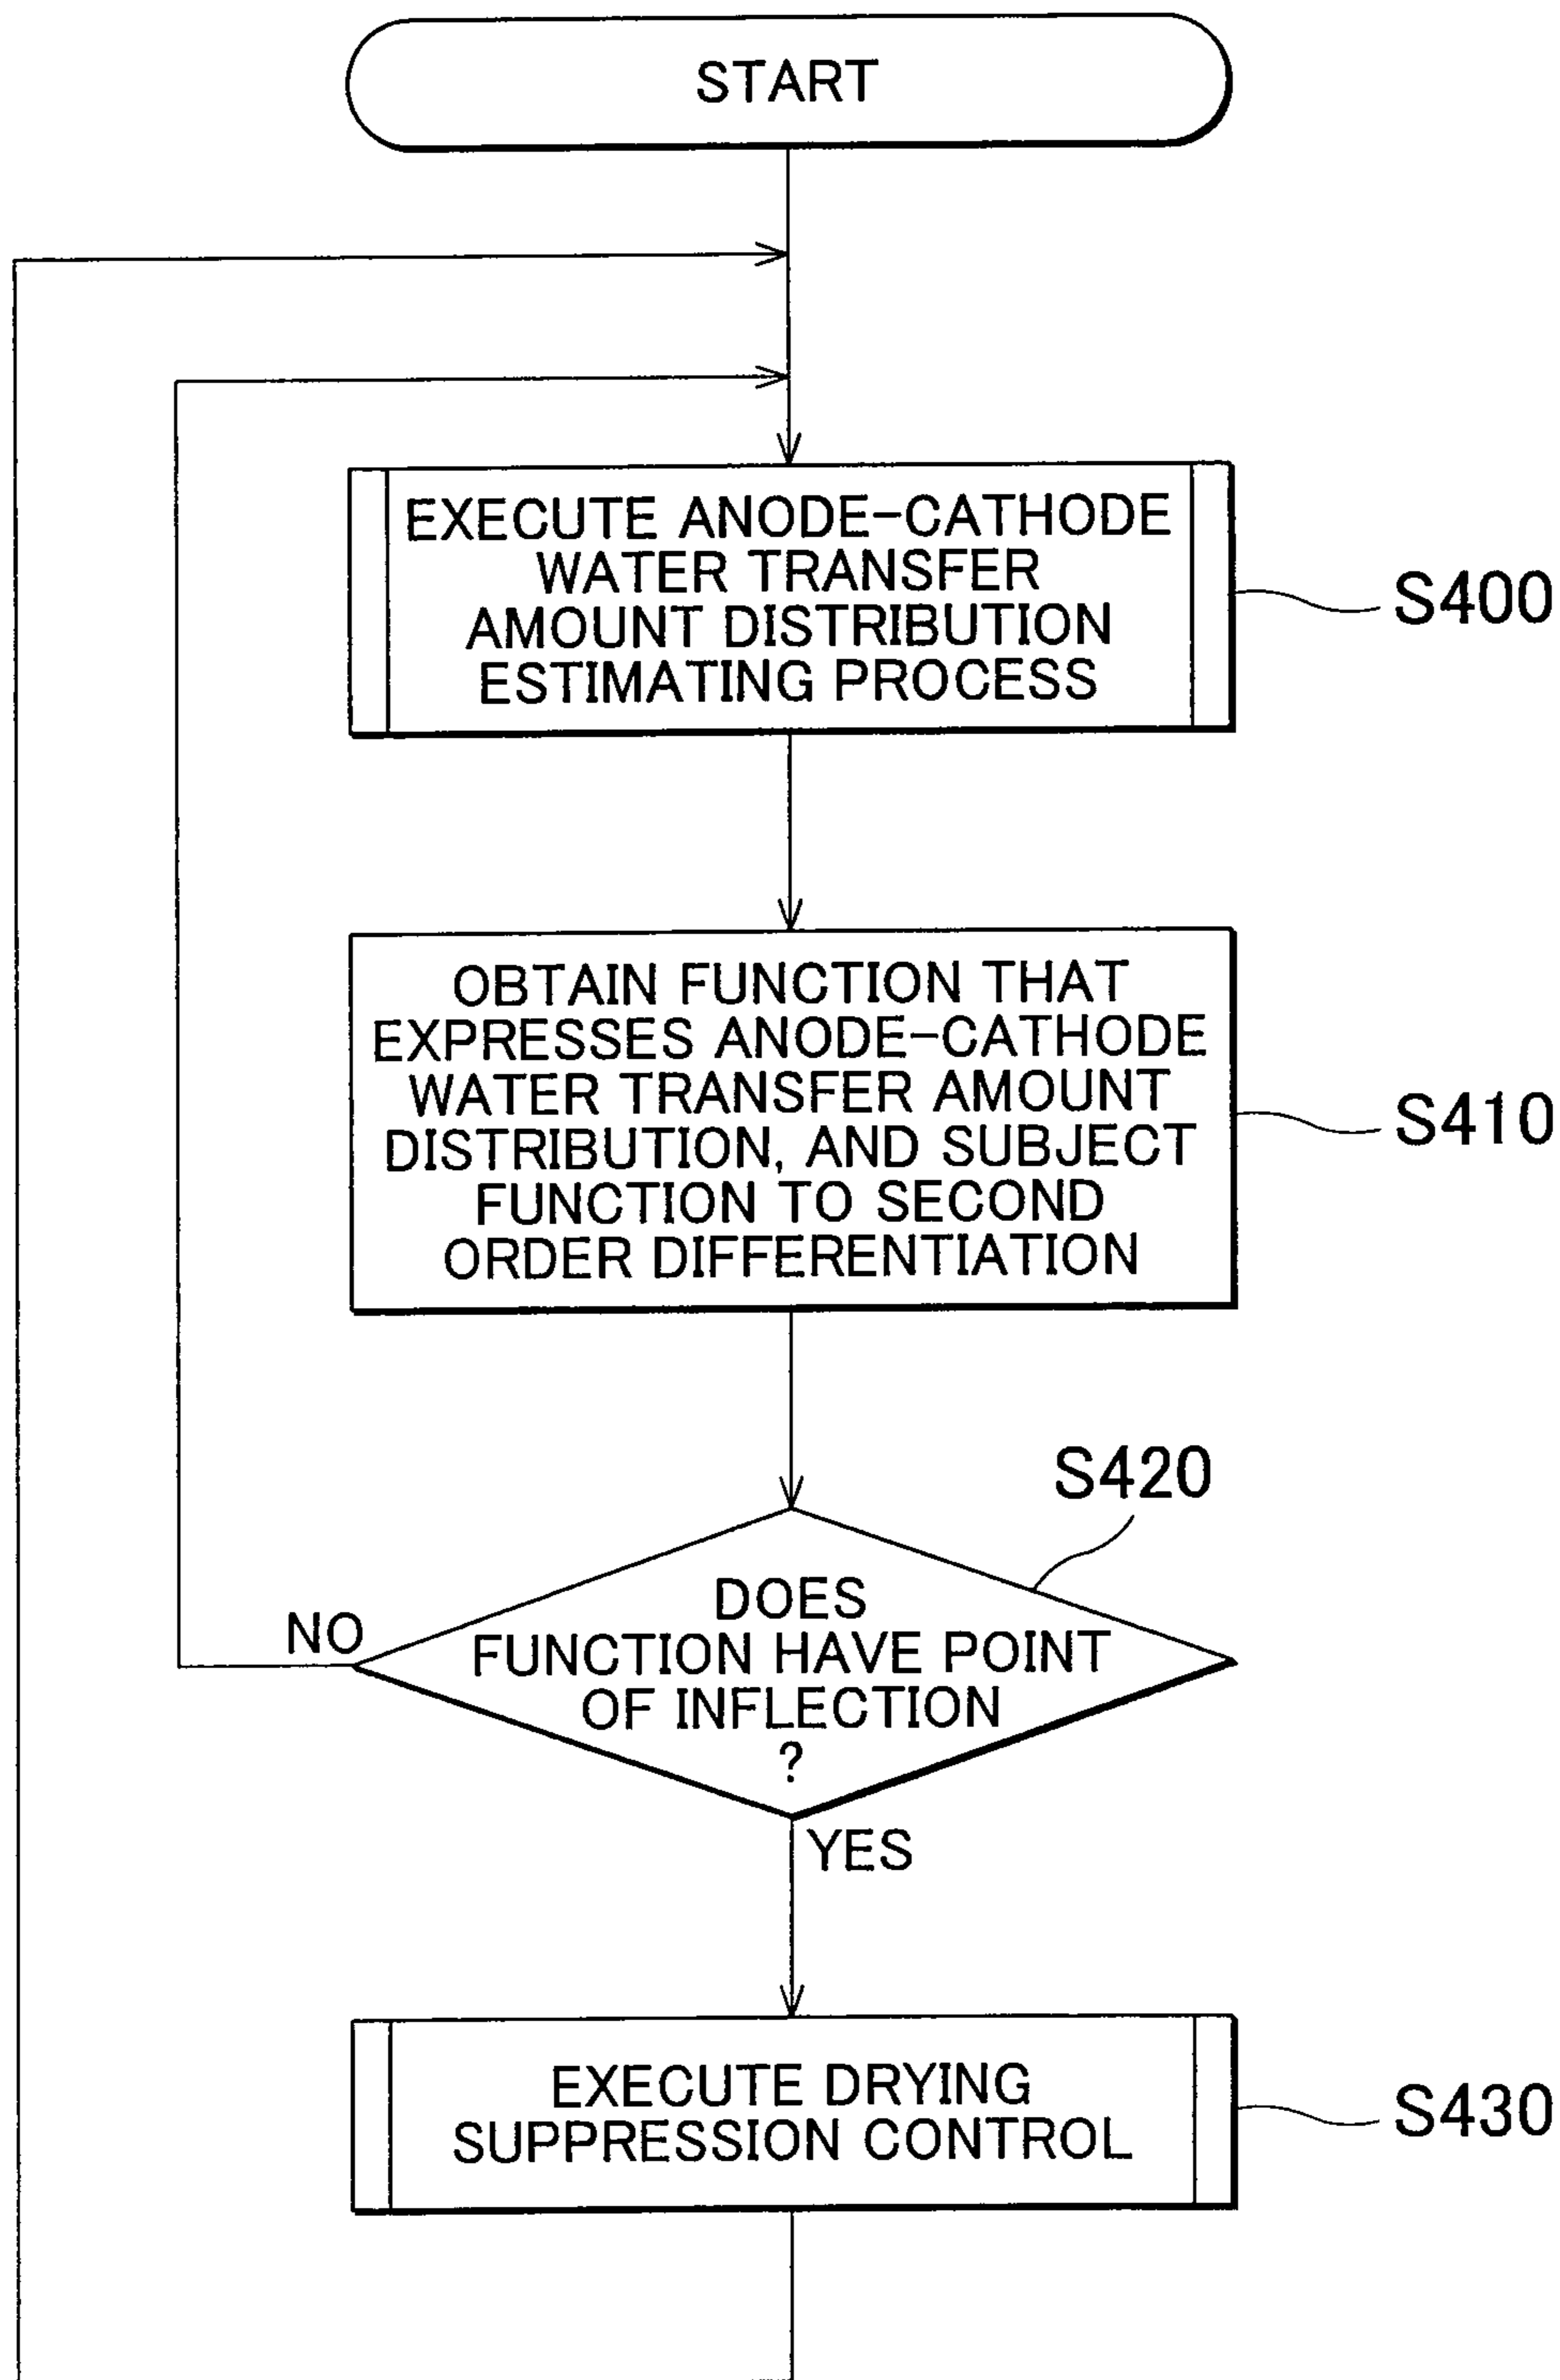 START
EXECUTE ANODE-CATHODE
WATER TRANSFER
AMOUNT DISTRIBUTION
ESTIMATING PROCESS
S400
OBTAIN FUNCTION THAT
EXPRESSES ANODE-CATHODE
WATER TRANSFER AMOUNT
DISTRIBUTION, AND SUBJECT
FUNCTION TO SECOND
ORDER DIFFERENTIATION
S410
S420
DOES
FUNCTION HAVE POINT
OF INFLECTION
?
NO
YES
EXECUTE DRYING
SUPPRESSION CONTROL
S430